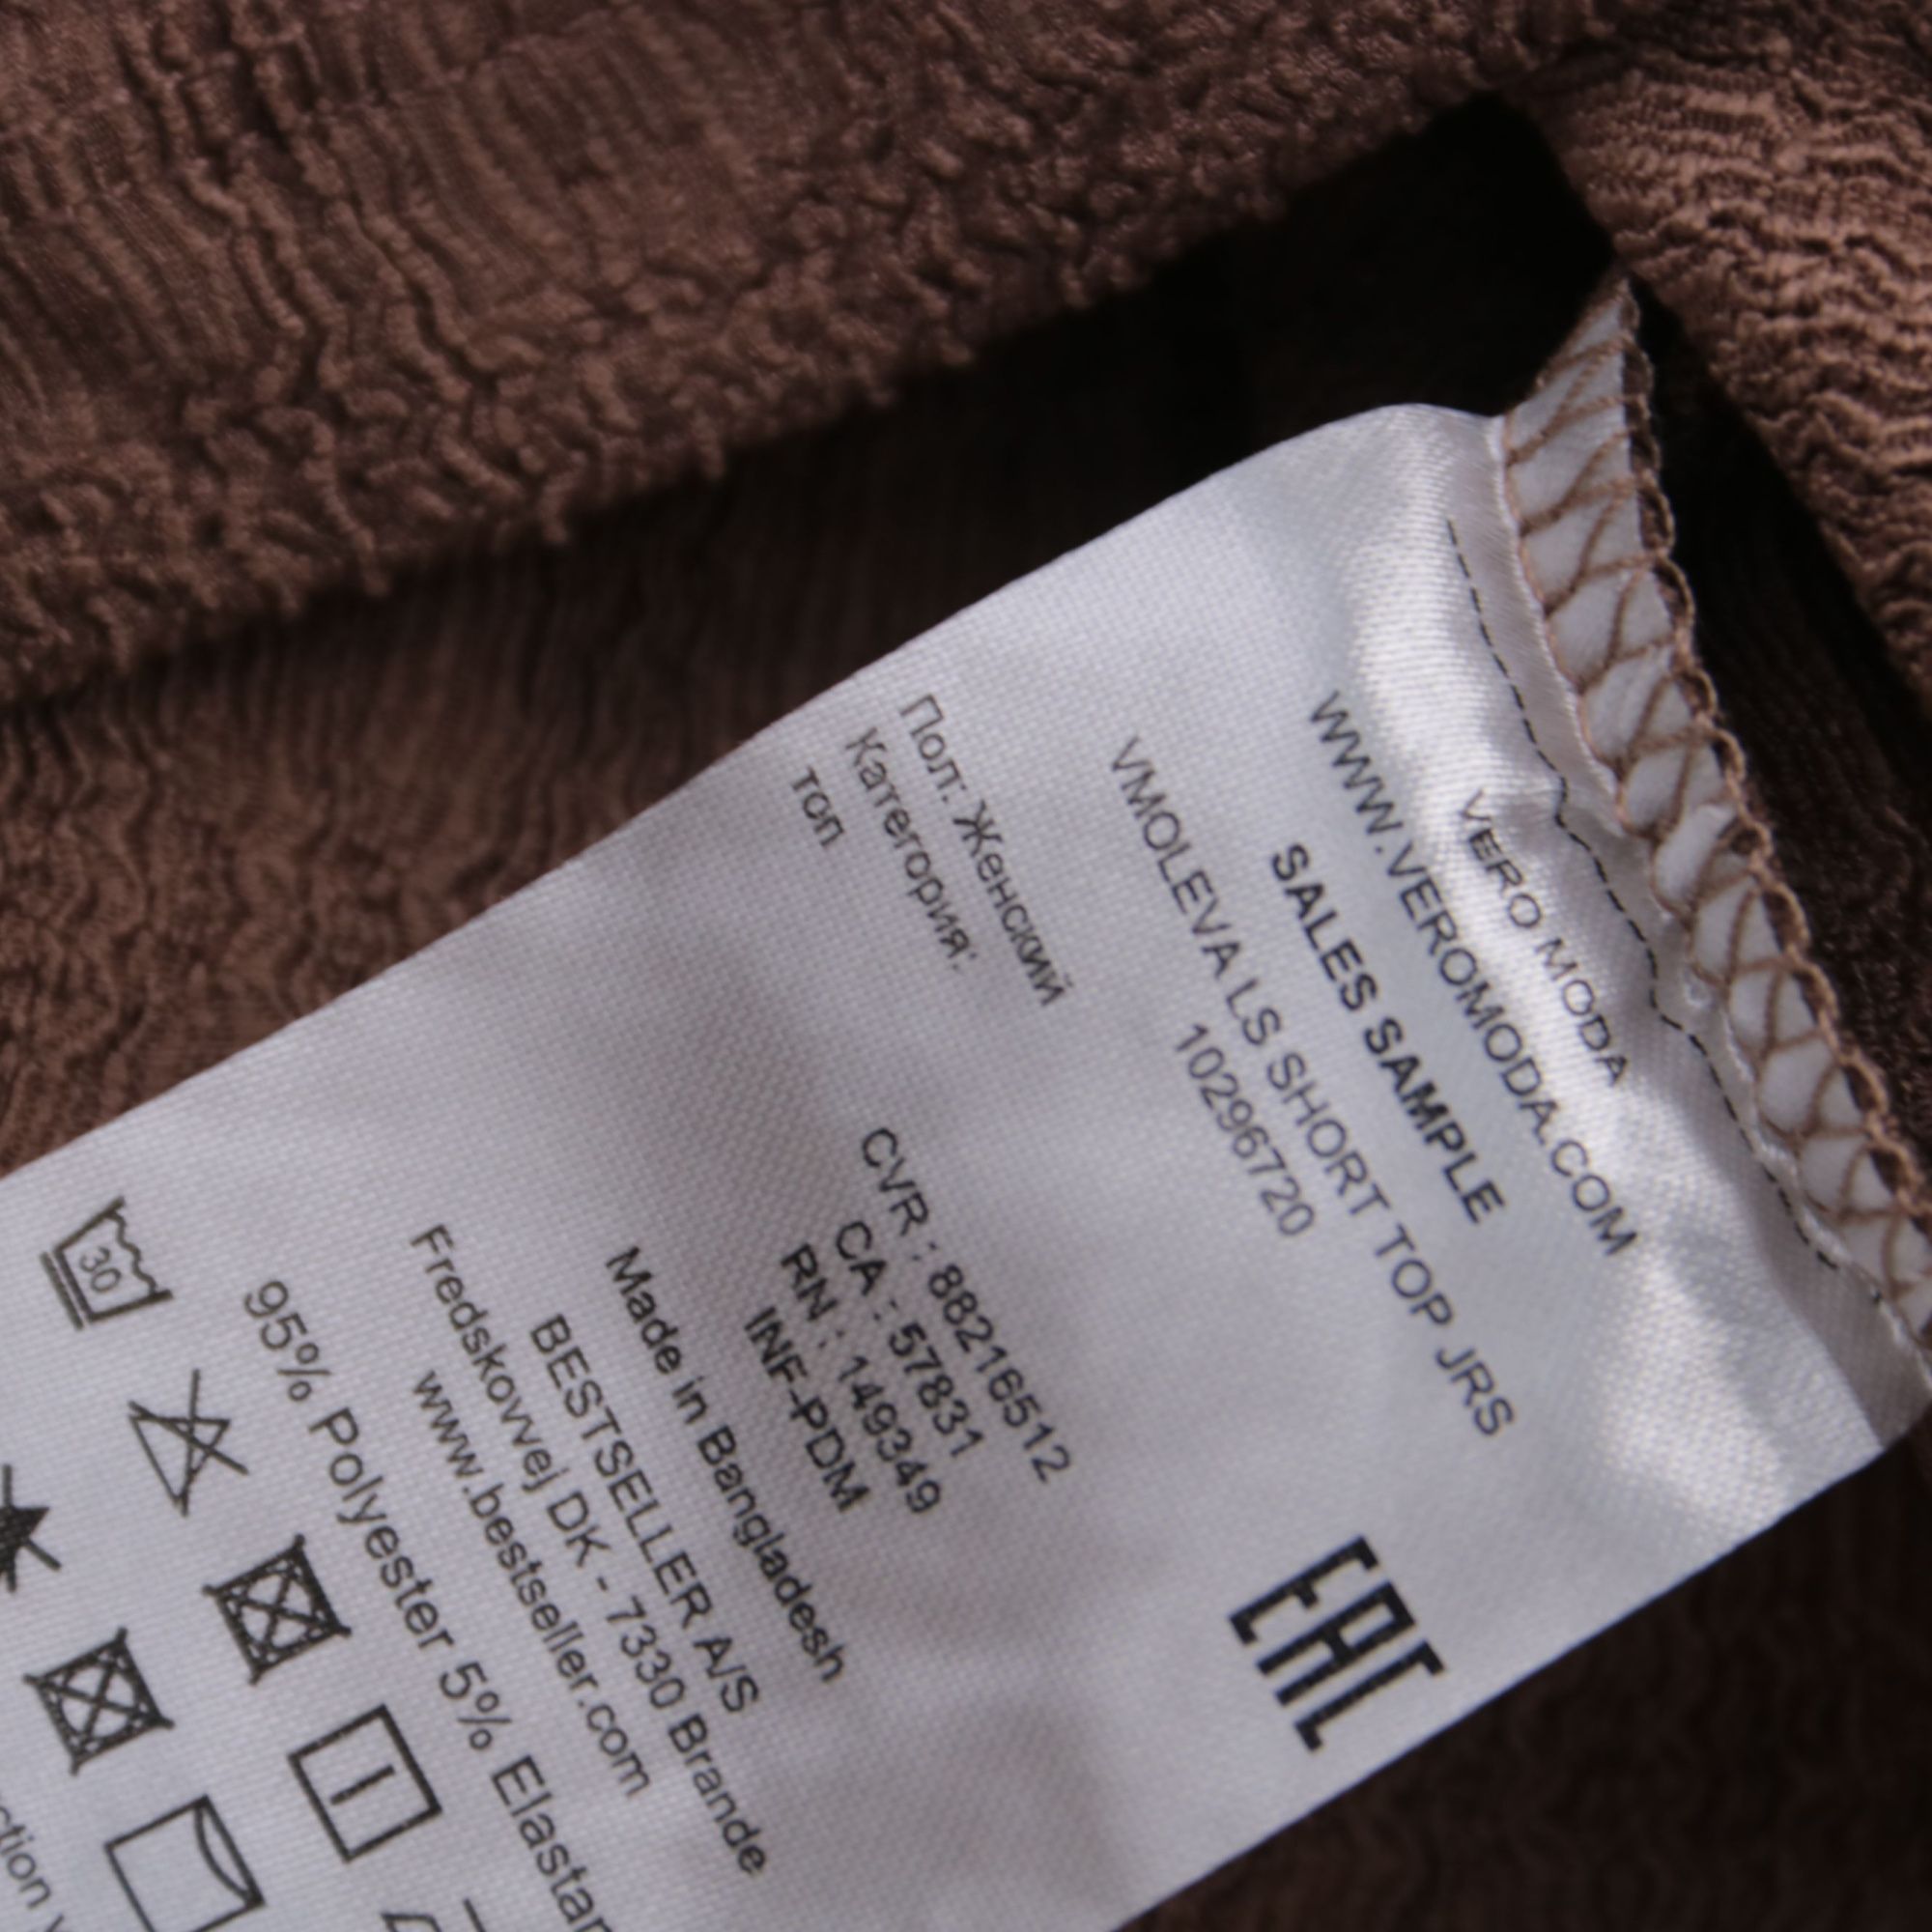 VERO MODA
WWW.VEROMODA.COM
SALES SAMPLE
VMOLEVA LS SHORT TOP JRS
10296720
Пол: Женский
Категория:
топ
EAC
CVR : 88216512
CA : 57831
RN : 149349
INF-PDM
Made in Bangladesh
BESTSELLER A/S
Fredskovvej DK - 7330 Brande
www.bestseller.com
95% Polyester 5% Elastan
30